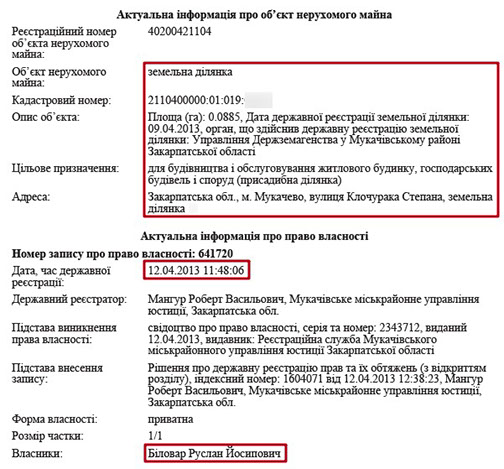 Актуальна інформація про об’єкт нерухомого майна
Реєстраційний номер 40200421104
об’єкта нерухомого
майна:
Об’єкт нерухомого земельна ділянка
майна:
Кадастровий номер: 2110400000:01:019:
Опис об’єкта: Площа (га): 0.0885, Дата державної реєстрації земельної ділянки:
09.04.2013, орган, що здійснив державну реєстрацію земельної
ділянки: Управління Держземагенства у Мукачівському районі
Закарпатської області
Цільове призначення: для будівництва і обслуговування житлового будинку, господарських
будівель і споруд (присадибна ділянка)
Адреса: Закарпатська обл., м. Мукачево, вулиця Клочурака Степана, земельна
ділянка
Актуальна інформація про право власності
Номер запису про право власності: 641720
Дата, час державної 12.04.2013 11:48:06
реєстрації:
Державний реєстратор: Мангур Роберт Васильович, Мукачівське міськрайонне управління
юстиції, Закарпатська обл.
Підстава виникнення свідоцтво про право власності, серія та номер: 2343712, виданий
права власності: 12.04.2013, видавник: Реєстраційна служба Мукачівського
міськрайонного управління юстиції Закарпатської області
Підстава внесення Рішення про державну реєстрацію прав та їх обтяжень (з відкриттям
запису: розділу), індексний номер: 1604071 від 12.04.2013 12:38:23, Мангур
Роберт Васильович, Мукачівське міськрайонне управління юстиції,
Закарпатська обл.
Форма власності: приватна
Розмір частки: 1/1
Власники: Біловар Руслан Йосипович